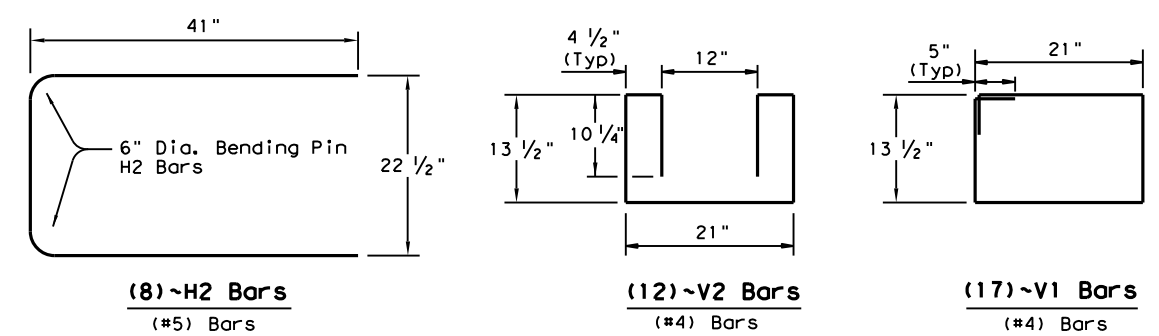 41"
6" Dia. Bending Pin
H2 Bars
22 ½"
(8)~H2 Bars
(#5) Bars
4 ½"
(Typ)
12"
13 ½"
10 ¼"
21"
(12)~V2 Bars
(#4) Bars
5"
(Typ)
21"
13 ½"
(17)~V1 Bars
(#4) Bars